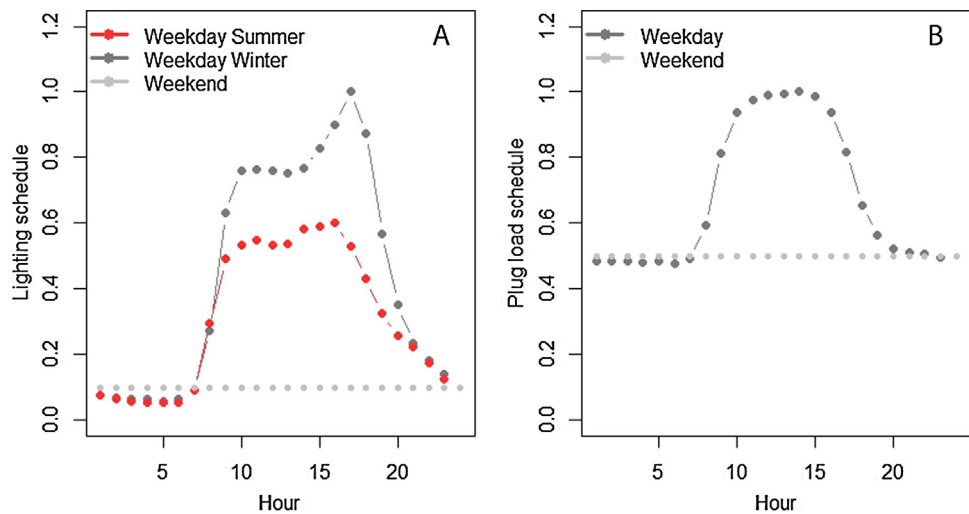 A
Weekday Summer
Weekday Winter
Weekend
Lighting schedule
1.2
1.0
0.8
0.6
0.4
0.2
0.0
5
10
15
20
Hour
B
Weekday
Weekend
Plug load schedule
1.2
1.0
0.8
0.6
0.4
0.2
0.0
5
10
15
20
Hour